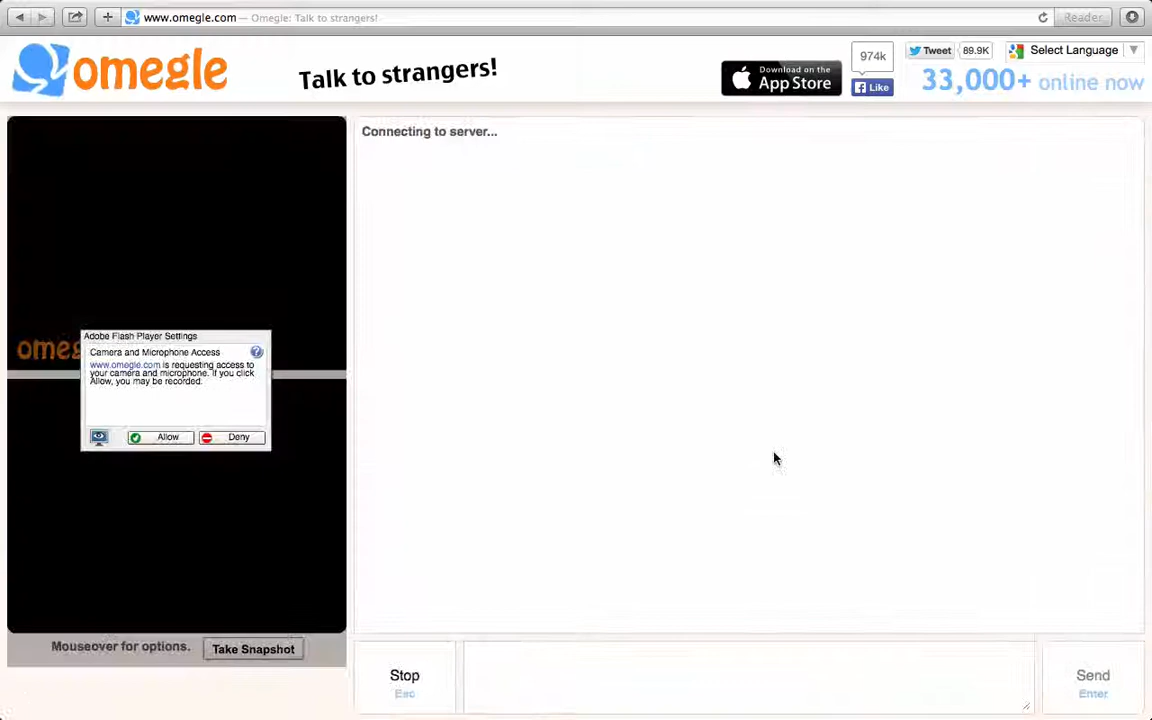 www.omegle.com — Omegle: Talk to strangers!
Reader
omegle
Talk to strangers!
Download on the
App Store
974k
Like
Tweet
89.9K
Select Language
33,000+ online now
Connecting to server...
Adobe Flash Player Settings
Camera and Microphone Access
www.omegle.com is requesting access to
your camera and microphone. If you click
Allow, you may be recorded.
Allow
Deny
Mouseover for options.
Take Snapshot
Stop
Esc
Send
Enter